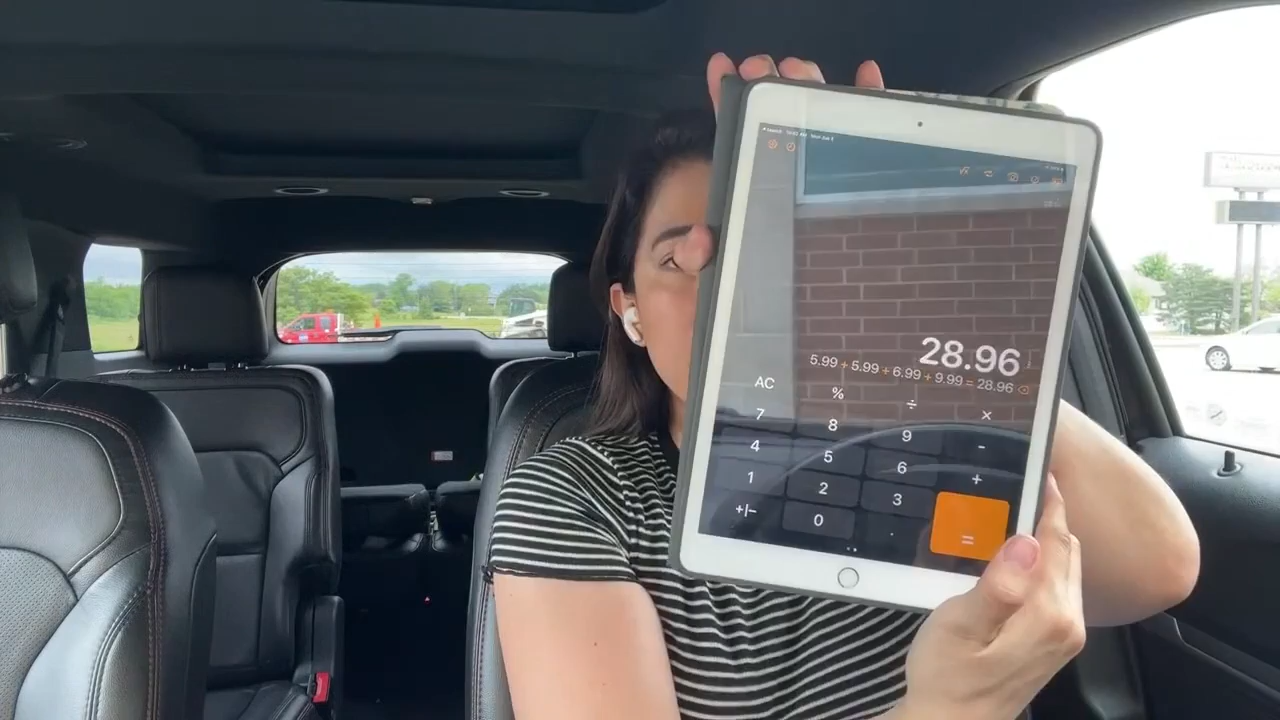 28.96
5.99+5.99+6.99+9.99=28.96
AC % ÷ ×
7 8 9 -
4 5 6 +
1 2 3 =
+/- 0 .